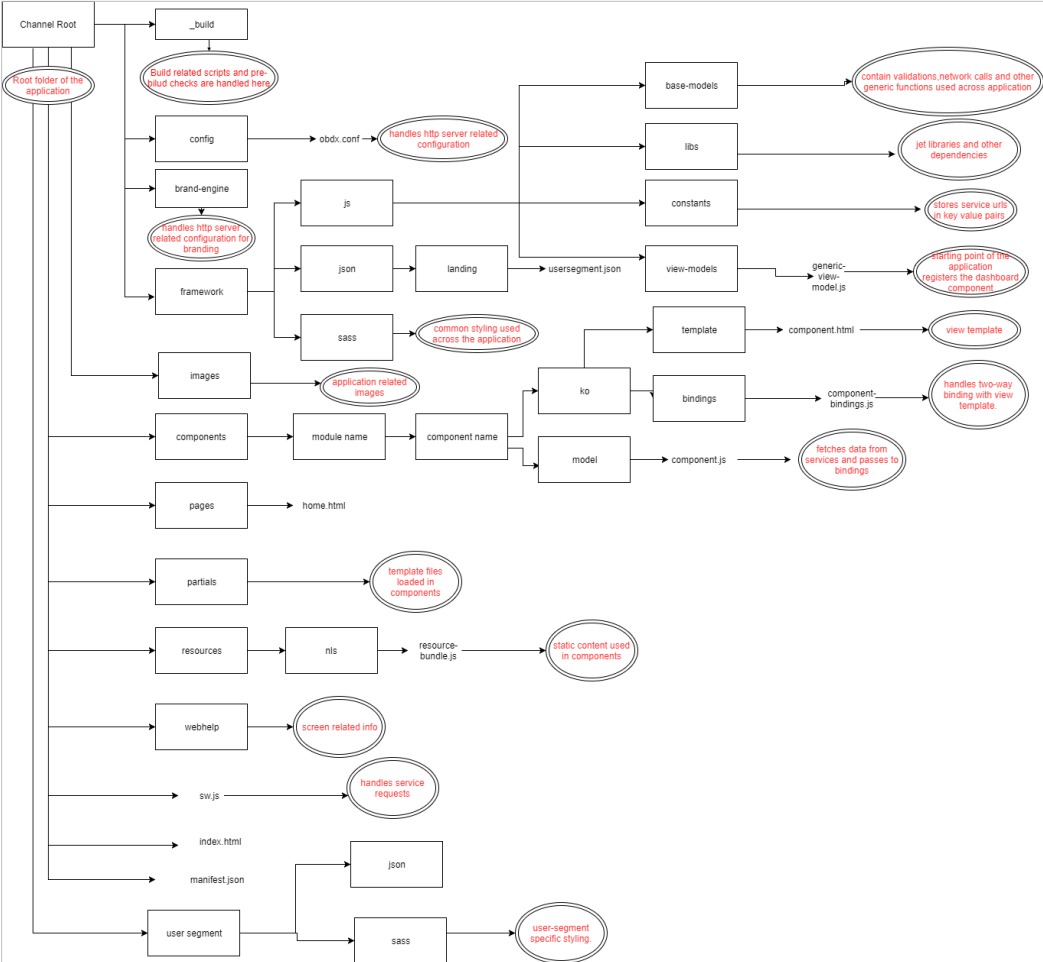 Channel Root
_build
Root folder of the
application
Build related scripts and pre-
bilud checks are handled here
base-models
contain validations,network calls and other
generic functions used across application
config
obdx.conf
handles http server related
configuration
libs
jet libraries and other
dependencies
brand-engine
js
constants
stores service urls
in key value pairs
handles http server
related configuration for
branding
json
landing
usersegment.json
view-models
generic-
view-
model.js
starting point of the
application
registers the dashboard
component
framework
sass
common styling used
across the application
template
component.html
view template
images
application related
images
ko
bindings
component-
bindings.js
handles two-way
binding with view
template.
components
module name
component name
model
component.js
fetches data from
services and passes to
bindings
pages
home.html
partials
template files
loaded in
components
resources
nls
resource-
bundle.js
static content used
in components
webhelp
screen related info
sw.js
handles service
requests
index.html
manifest.json
json
user segment
sass
user-segment
specific styling.